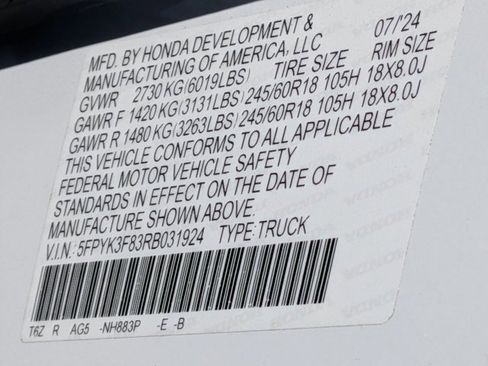 MFD. BY HONDA DEVELOPMENT & 07/'24
MANUFACTURING OF AMERICA, LLC
GVWR 2730 KG (6019LBS) TIRE SIZE RIM SIZE
GAWR F 1420 KG (3131LBS) 245/60R18 105H 18X8.0J
GAWR R 1480 KG (3263LBS) 245/60R18 105H 18X8.0J
THIS VEHICLE CONFORMS TO ALL APPLICABLE
FEDERAL MOTOR VEHICLE SAFETY
STANDARDS IN EFFECT ON THE DATE OF
MANUFACTURE SHOWN ABOVE.
V.I.N.: 5FPYK3F83RB031924 TYPE: TRUCK
T6Z R AG5 -NH883P -E -B